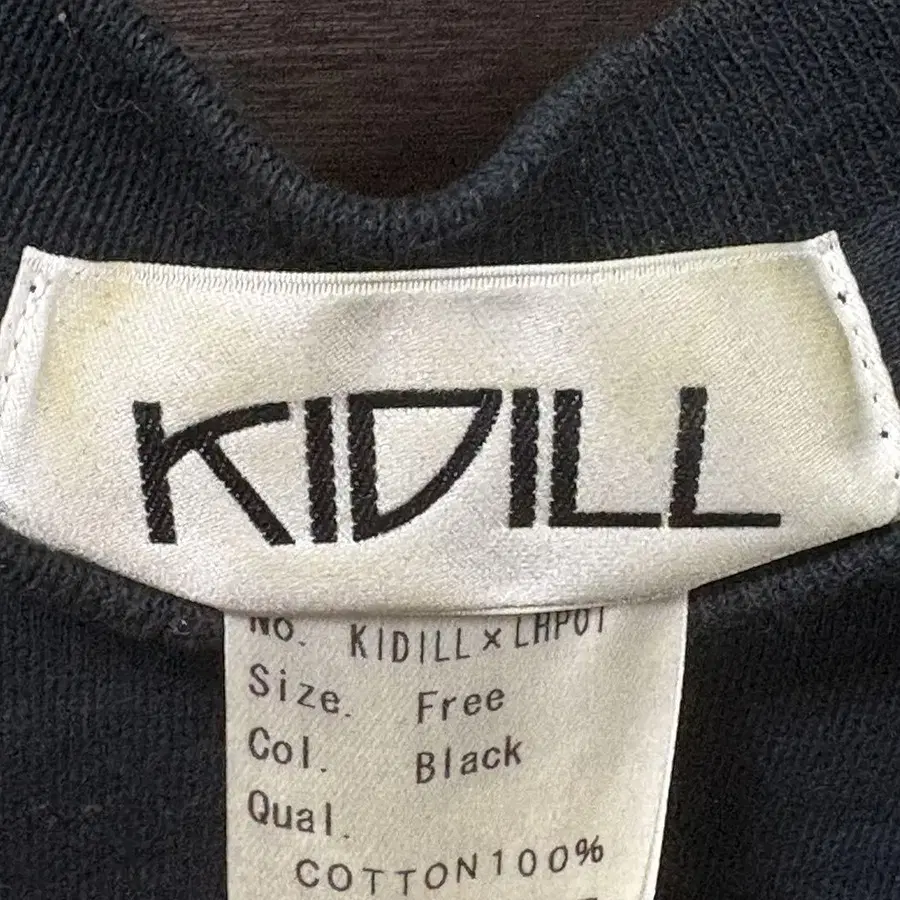 KIDILL
No. KIDILL×LHP01
Size. Free
Col. Black
Qual.
COTTON100%